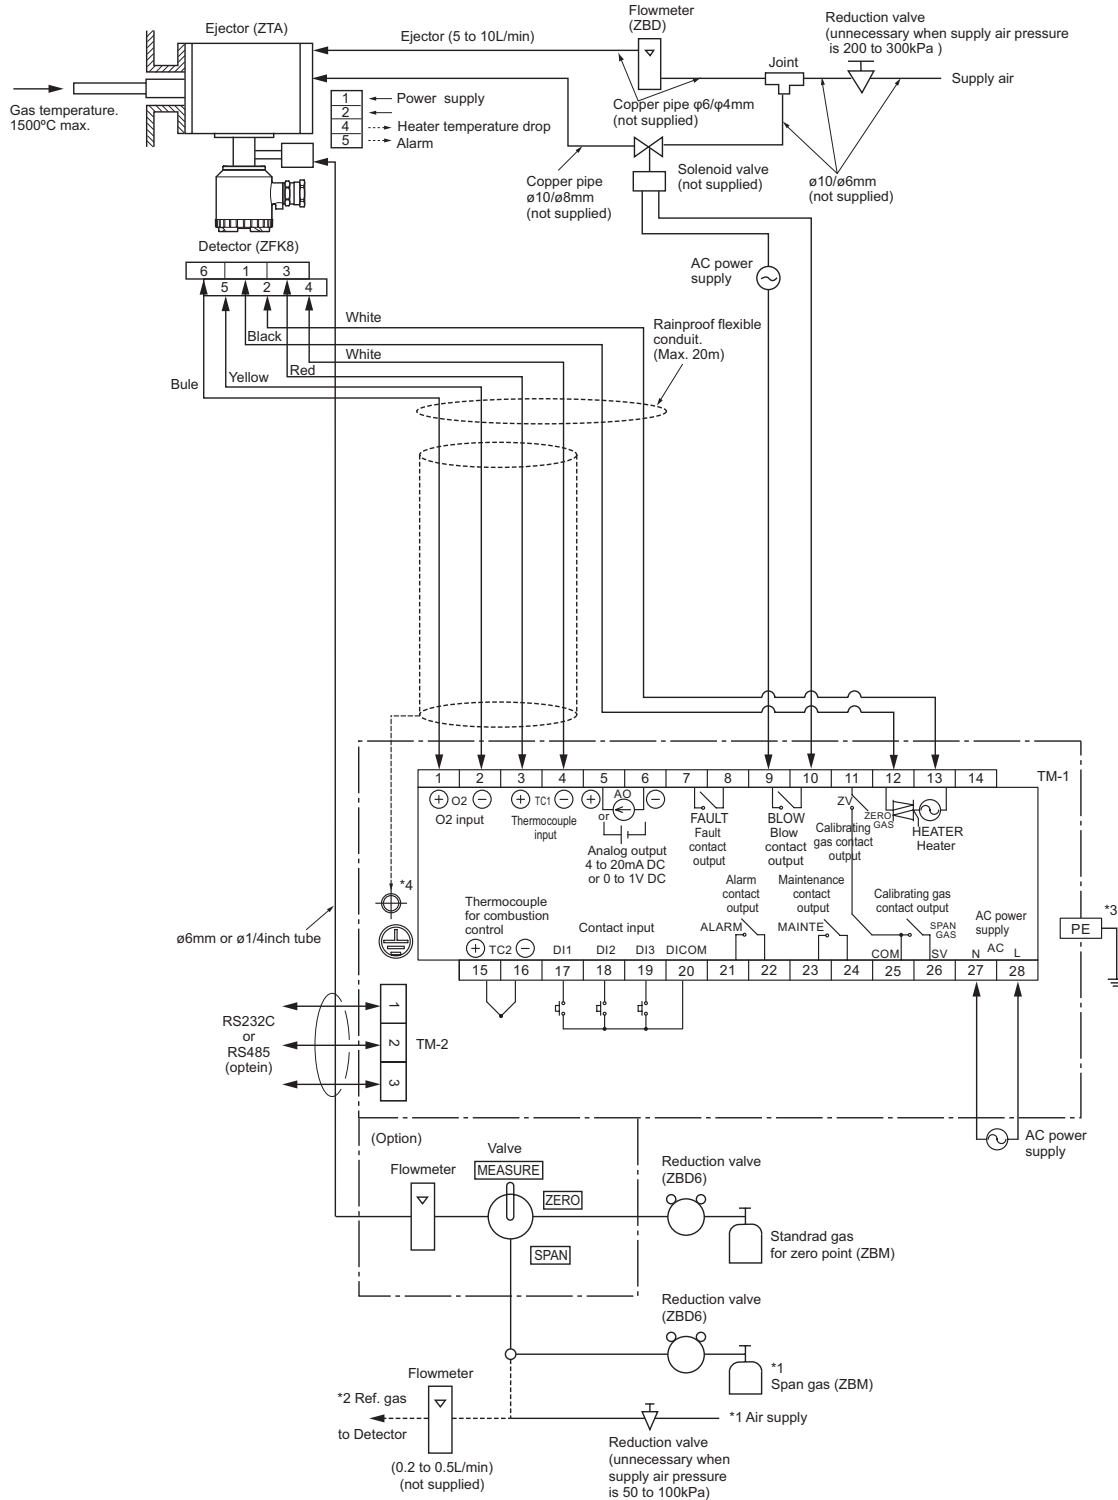 Ejector (ZTA)
Ejector (5 to 10L/min)
Flowmeter
(ZBD)
Reduction valve
(unnecessary when supply air pressure
is 200 to 300kPa )
Joint
Supply air
Gas temperature.
1500ºC max.
1
2
4
5
Power supply
Heater temperature drop
Alarm
Copper pipe φ6/φ4mm
(not supplied)
Copper pipe
ø10/ø8mm
(not supplied)
Solenoid valve
(not supplied)
ø10/ø6mm
(not supplied)
Detector (ZFK8)
6 1 3
5 2 4
AC power
supply
White
Black
White
Red
Yellow
Bule
Rainproof flexible
conduit.
(Max. 20m)
1 2 3 4 5 6 7 8 9 10 11 12 13 14
TM-1
O2
O2 input
TC1
Thermocouple
input
AO
or
Analog output
4 to 20mA DC
or 0 to 1V DC
FAULT
Fault
contact
output
BLOW
Blow
contact
output
ZV
ZERO
GAS
Calibrating
gas contact
output
HEATER
Heater
*4
Thermocouple
for combustion
control
TC2
Contact input
DI1 DI2 DI3 DICOM
Alarm
contact
output
ALARM
Maintenance
contact
output
MAINTE
Calibrating gas
contact output
SPAN
GAS
COM
SV
AC power
supply
N AC L
*3
PE
15 16 17 18 19 20 21 22 23 24 25 26 27 28
ø6mm or ø1/4inch tube
RS232C
or
RS485
(optein)
1
2
3
TM-2
AC power
supply
(Option)
Flowmeter
Valve
MEASURE
ZERO
SPAN
Reduction valve
(ZBD6)
Standrad gas
for zero point (ZBM)
Reduction valve
(ZBD6)
*1
Span gas (ZBM)
Flowmeter
*2 Ref. gas
to Detector
(0.2 to 0.5L/min)
(not supplied)
*1 Air supply
Reduction valve
(unnecessary when
supply air pressure
is 50 to 100kPa)